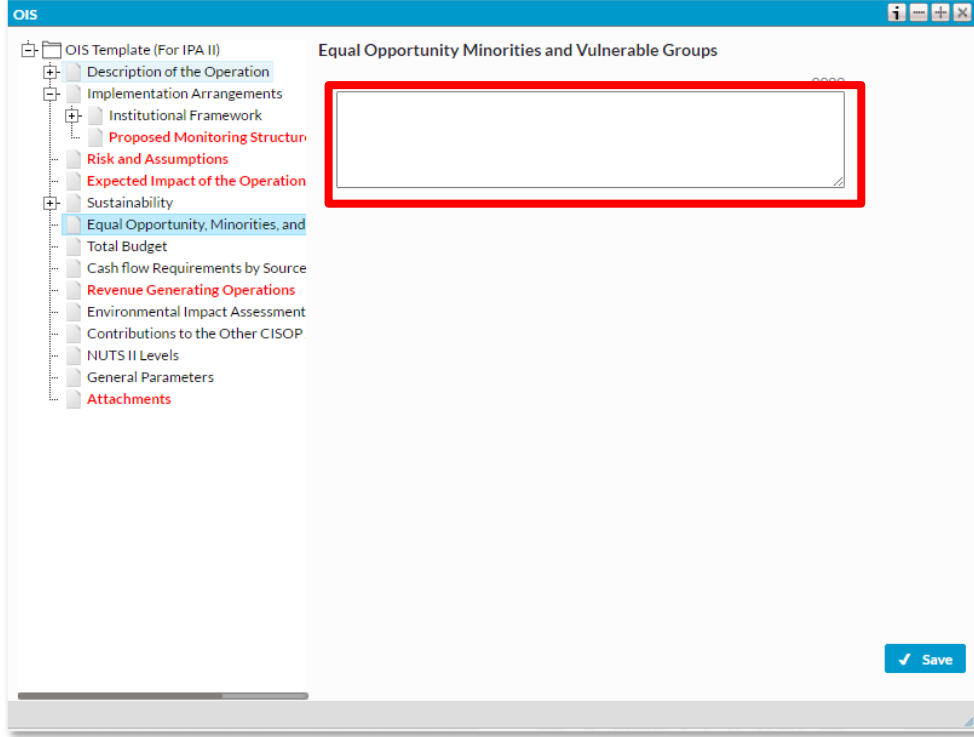 OIS
OIS Template (For IPA II)
Description of the Operation
Implementation Arrangements
Institutional Framework
Proposed Monitoring Structure
Risk and Assumptions
Expected Impact of the Operation
Sustainability
Equal Opportunity, Minorities, and
Total Budget
Cash flow Requirements by Source
Revenue Generating Operations
Environmental Impact Assessment
Contributions to the Other CISOP
NUTS II Levels
General Parameters
Attachments
Equal Opportunity Minorities and Vulnerable Groups
Save